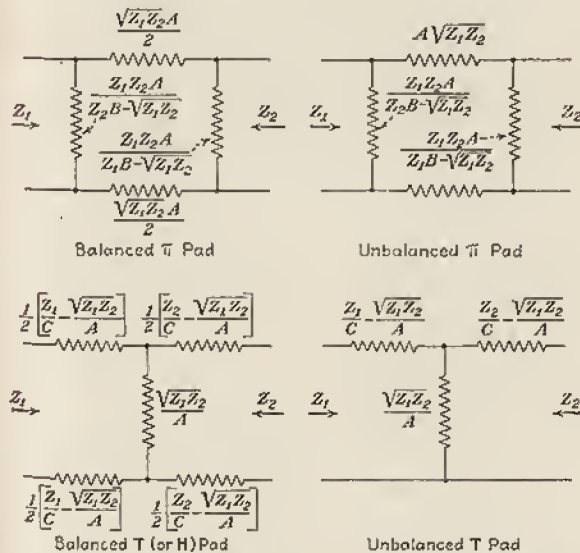 √Z₁Z₂A / 2
A√Z₁Z₂
Z₁
Z₁Z₂A / Z₂B-√Z₁Z₂
Z₁Z₂A / Z₁B-√Z₁Z₂
Z₂
√Z₁Z₂A / 2
Balanced π Pad
Z₁
Z₁Z₂A / Z₂B-√Z₁Z₂
Z₁Z₂A / Z₁B-√Z₁Z₂
Z₂
Unbalanced π Pad
½[Z₁/C - √Z₁Z₂/A]
½[Z₂/C - √Z₁Z₂/A]
Z₁
√Z₁Z₂ / A
Z₂
½[Z₁/C - √Z₁Z₂/A]
½[Z₂/C - √Z₁Z₂/A]
Balanced T (or H) Pad
Z₁/C - √Z₁Z₂/A
Z₂/C - √Z₁Z₂/A
Z₁
√Z₁Z₂ / A
Z₂
Unbalanced T Pad